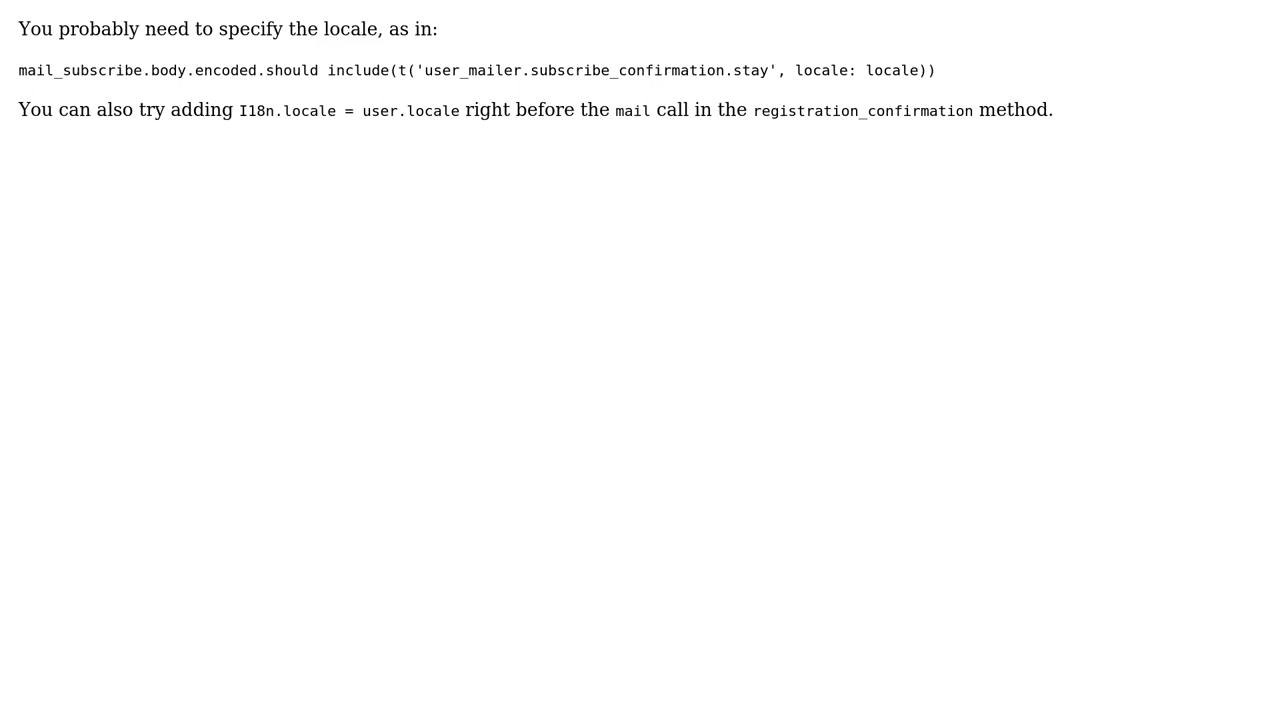 You probably need to specify the locale, as in:
mail_subscribe.body.encoded.should include(t('user_mailer.subscribe_confirmation.stay', locale: locale))
You can also try adding I18n.locale = user.locale right before the mail call in the registration_confirmation method.